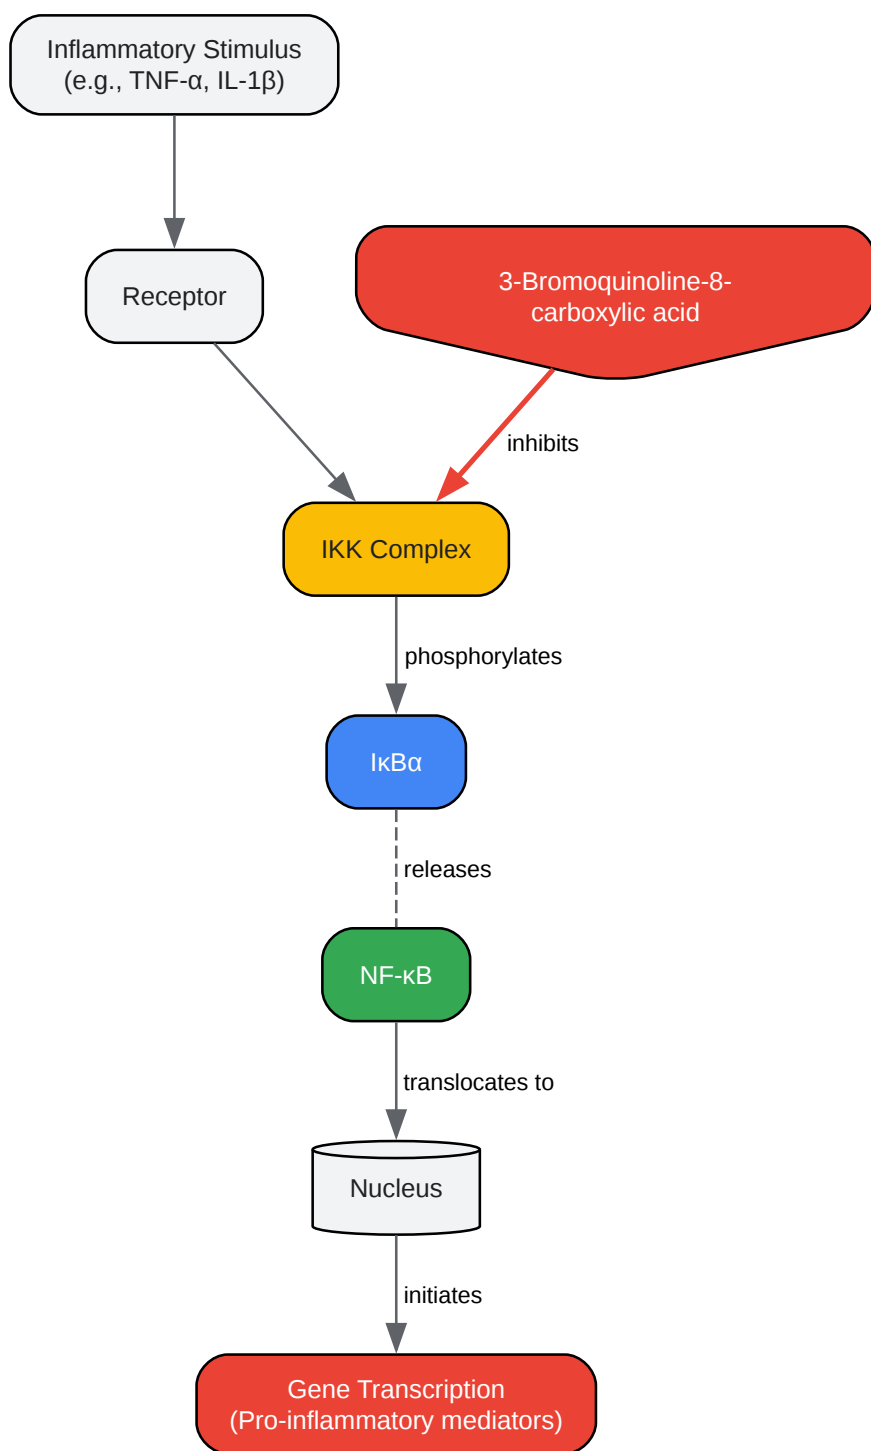 Inflammatory Stimulus
(e.g., TNF-α, IL-1β)
Receptor
3-Bromoquinoline-8-
carboxylic acid
inhibits
IKK Complex
phosphorylates
IκBα
releases
NF-κB
translocates to
Nucleus
initiates
Gene Transcription
(Pro-inflammatory mediators)